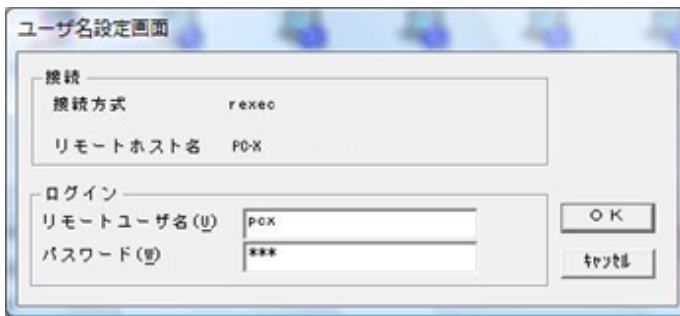 ユーザ名設定画面
接続
接続方式 rexec
リモートホスト名 PC-X
ログイン
リモートユーザ名(U) pcx
パスワード(W) ***
OK
ｷｬﾝｾﾙ